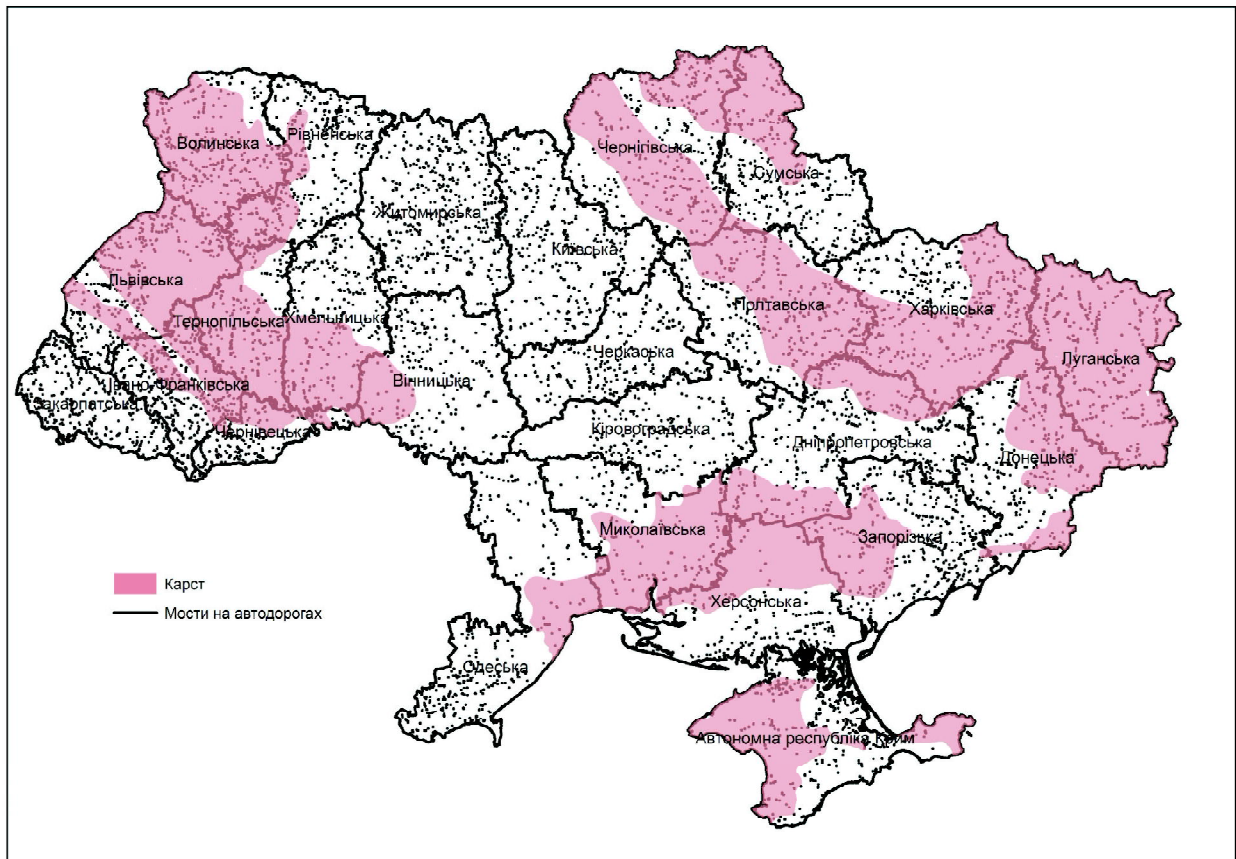 Волинська
Рівненська
Житомирська
Київська
Чернігівська
Сумська
Львівська
Тернопільська
Хмельницька
Вінницька
Черкаська
Полтавська
Харківська
Луганська
Івано-Франківська
Закарпатська
Чернівецька
Кіровоградська
Дніпропетровська
Донецька
Миколаївська
Запорізька
Херсонська
Одеська
Автономна республіка Крим
Карст
Мости на автодорогах